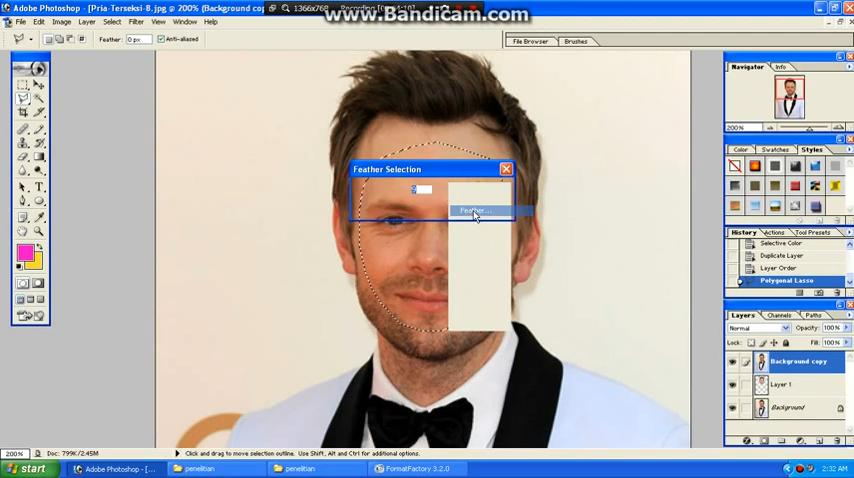 Adobe Photoshop - [Pria-Terseksi-B.jpg @ 200% (Background cop
1366x768
Recording
www.Bandicam.com
File Edit Image Layer Select Filter View Window Help
Feather: 0 px
Anti-aliased
File Browser
Brushes
Navigator Info
200%
Color Swatches Styles
Feather Selection
Feather...
History Actions Tool Presets
Selective Color
Duplicate Layer
Layer Order
Polygonal Lasso
Layers Channels Paths
Normal Opacity: 100%
Lock: Fill: 100%
Background copy
Layer 1
Background
200% Doc: 799K/2.45M Click and drag to move selection outline. Use Shift, Alt and Ctrl for additional options.
start Adobe Photoshop - [... penelitian penelitian FormatFactory 3.2.0 2:32 AM